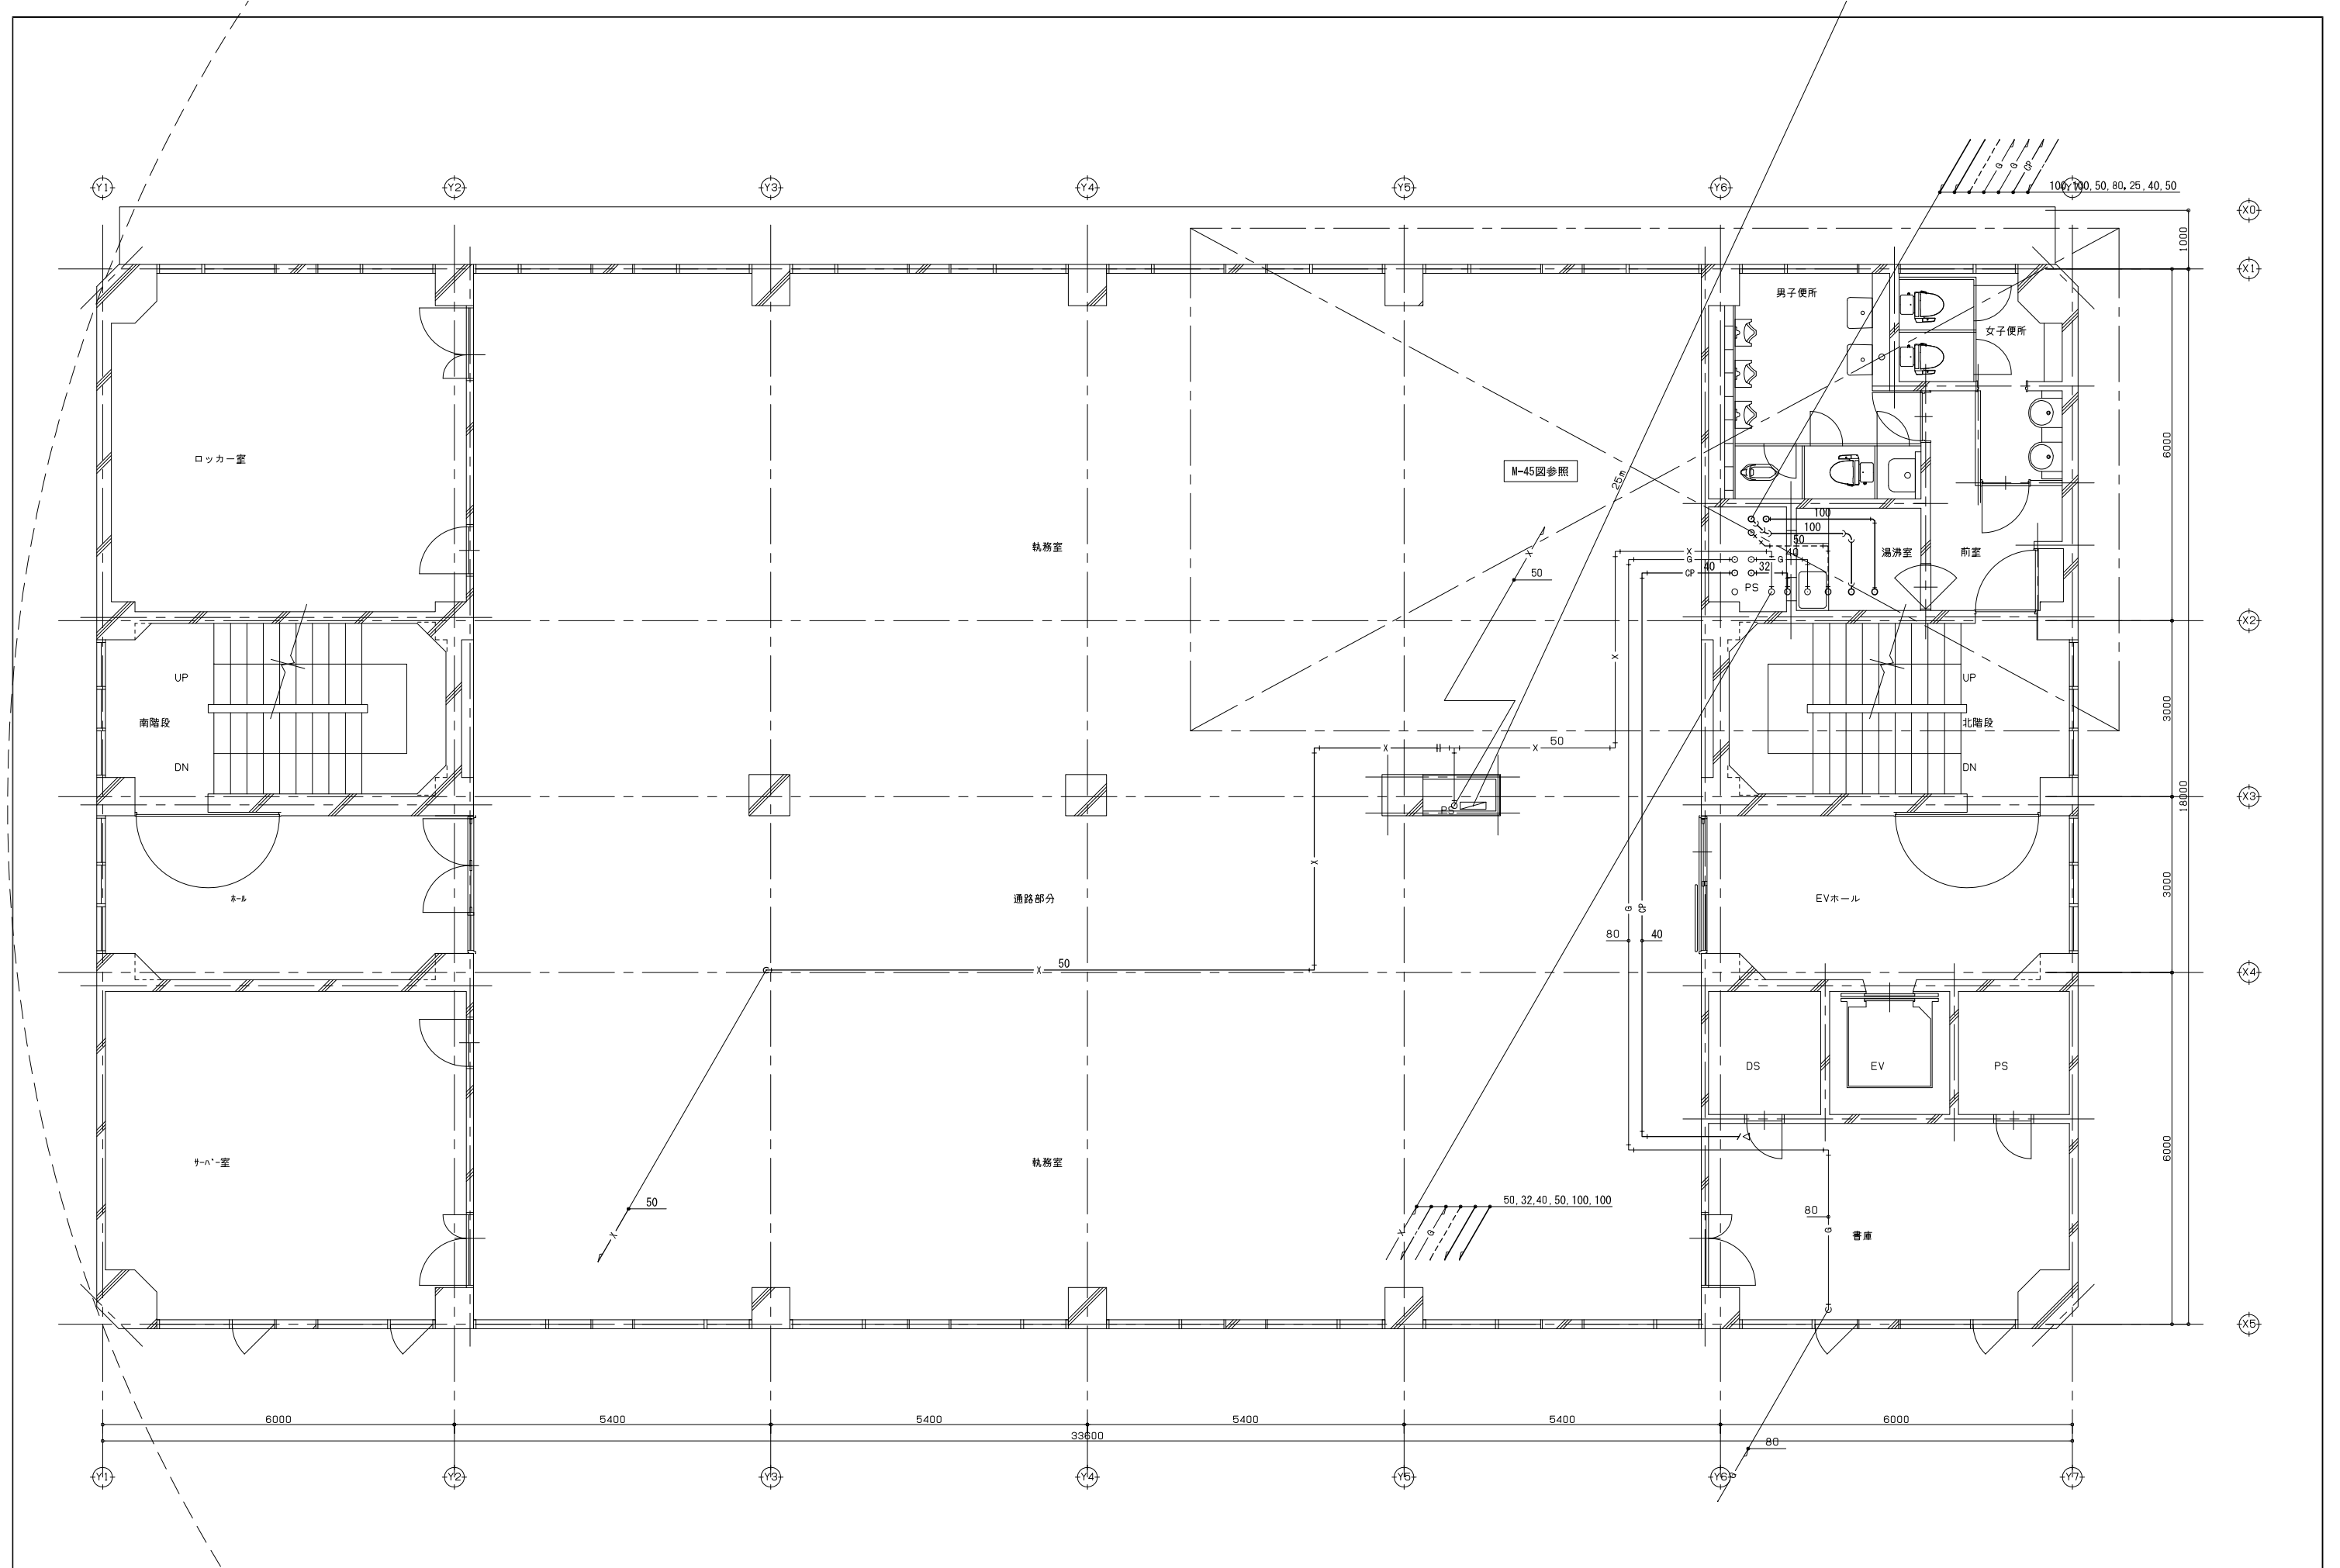 G G CP
Y1 Y2 Y3 Y4 Y5 Y6 Y7
100,100,50,80,25,40,50
X0
1000
X1
男子便所
女子便所
6000
ロッカー室
M-45図参照
25m
執務室
X
50
100
100
50
40
X
G
G
40
32
CP
PS
湯沸室
前室
X2
X
UP
南階段
DN
UP
北階段
DN
3000
X
X
50
PS
X3
18000
X
ホール
通路部分
EVホール
3000
G
CP
80
40
X
50
X4
DS
EV
PS
サーバー室
執務室
6000
50
X
50,32,40,50,100,100
X
G
80
G
書庫
X5
6000
5400
5400
5400
5400
6000
33600
80
G
Y1 Y2 Y3 Y4 Y5 Y6 Y7